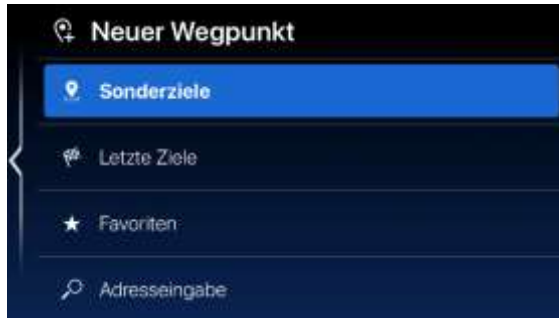 Neuer Wegpunkt
Sonderziele
Letzte Ziele
Favoriten
Adresseingabe